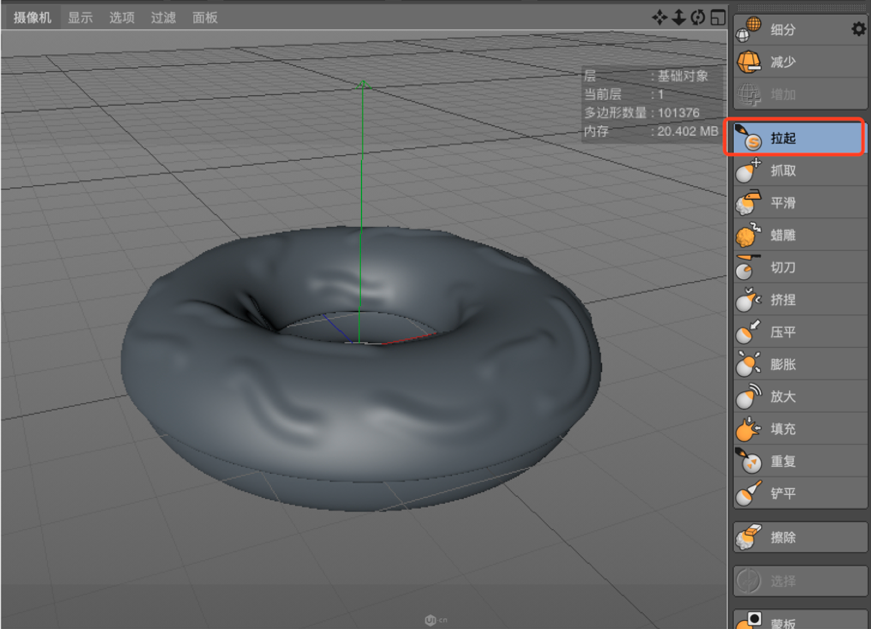 摄像机 显示 选项 过滤 面板
层 : 基础对象
当前层 : 1
多边形数量 : 101376
内存 : 20.402 MB
细分
减少
增加
拉起
抓取
平滑
蜡雕
切刀
挤捏
压平
膨胀
放大
填充
重复
铲平
擦除
选择
蒙板